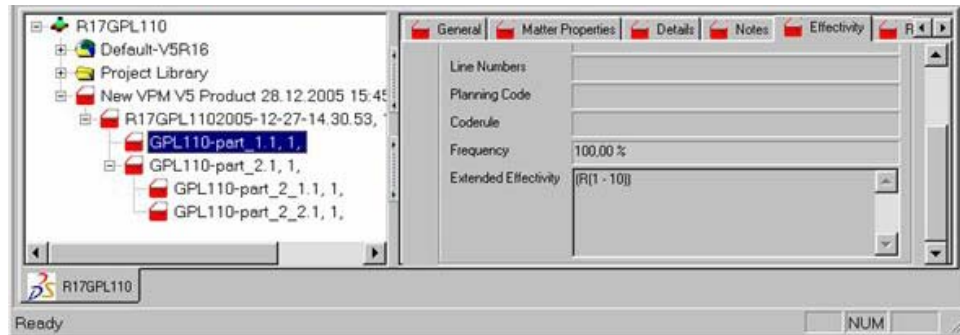 R17GPL110
Default-V5R16
Project Library
New VPM V5 Product 28.12.2005 15:45
R17GPL1102005-12-27-14.30.53,
GPL110-part_1.1, 1,
GPL110-part_2.1, 1,
GPL110-part_2_1.1, 1,
GPL110-part_2_2.1, 1,
General Matter Properties Details Notes Effectivity
Line Numbers
Planning Code
Coderule
Frequency 100,00 %
Extended Effectivity (R(1 - 10))
R17GPL110
Ready NUM